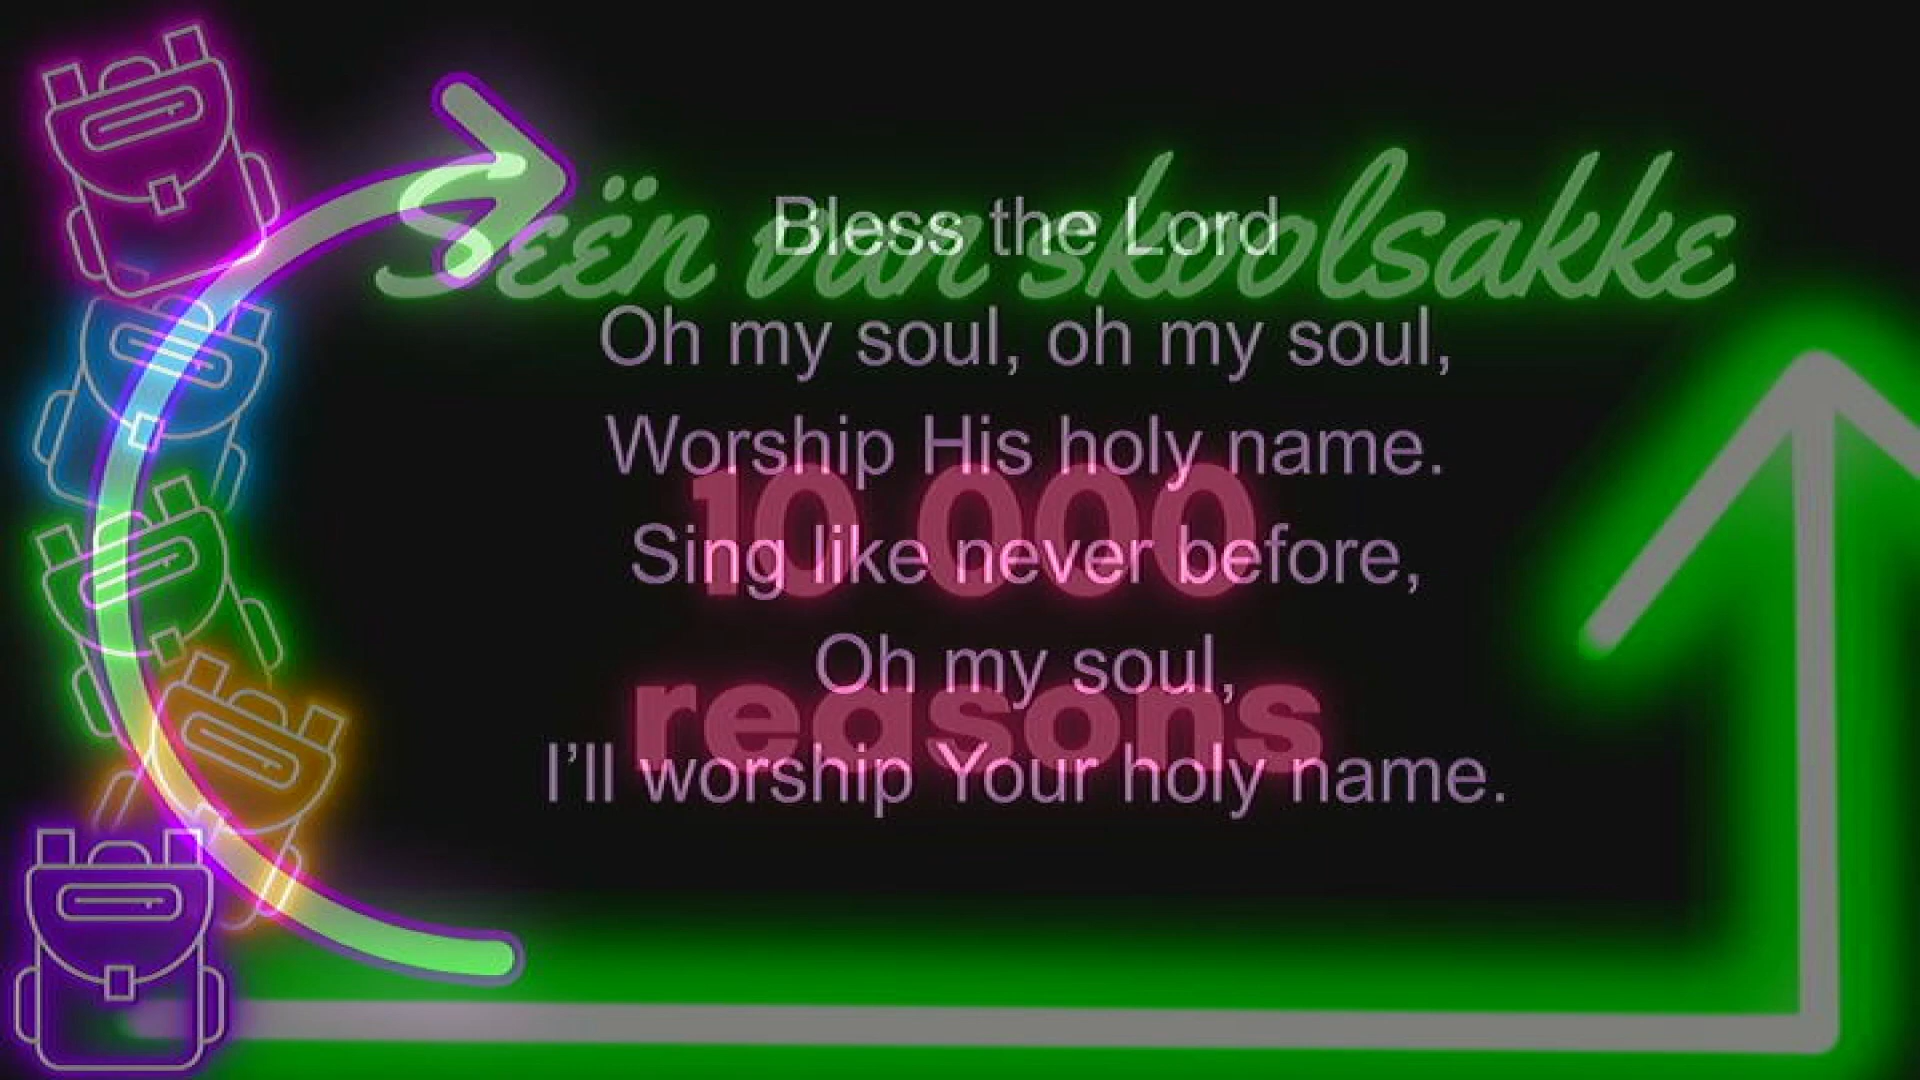 Seën van skoolsakke
Bless the Lord
Oh my soul, oh my soul,
Worship His holy name.
10 000
Sing like never before,
Oh my soul,
reasons
I’ll worship Your holy name.